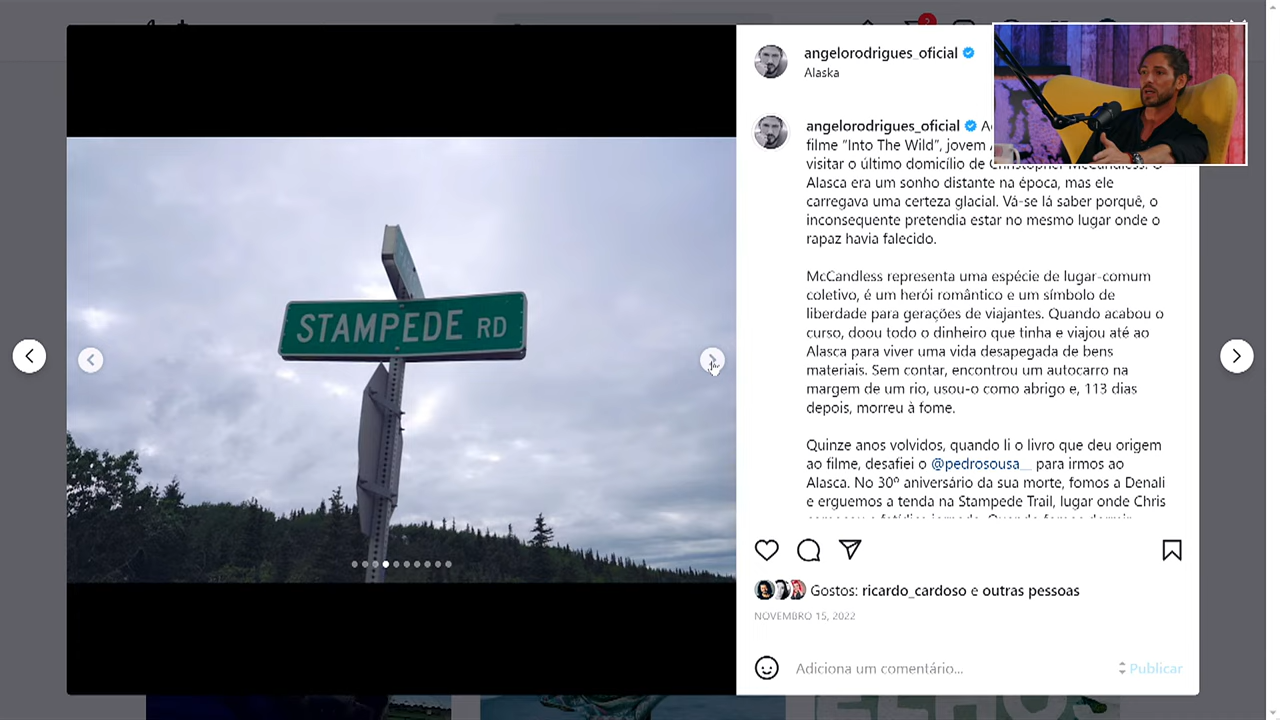 2
angelorodrigues_oficial
Alaska
angelorodrigues_oficial
filme "Into The Wild", jovem
visitar o último domicílio de Christopher McCandless. O
Alasca era um sonho distante na época, mas ele
carregava uma certeza glacial. Vá-se lá saber porquê, o
inconsequente pretendia estar no mesmo lugar onde o
rapaz havia falecido.
McCandless representa uma espécie de lugar-comum
coletivo, é um herói romântico e um símbolo de
liberdade para gerações de viajantes. Quando acabou o
curso, doou todo o dinheiro que tinha e viajou até ao
Alasca para viver uma vida desapegada de bens
materiais. Sem contar, encontrou um autocarro na
margem de um rio, usou-o como abrigo e, 113 dias
depois, morreu à fome.
Quinze anos volvidos, quando li o livro que deu origem
ao filme, desafiei o @pedrosousa__ para irmos ao
Alasca. No 30º aniversário da sua morte, fomos a Denali
e erguemos a tenda na Stampede Trail, lugar onde Chris
STAMPEDE RD
Gostos: ricardo_cardoso e outras pessoas
NOVEMBRO 15, 2022
Adiciona um comentário...
Publicar